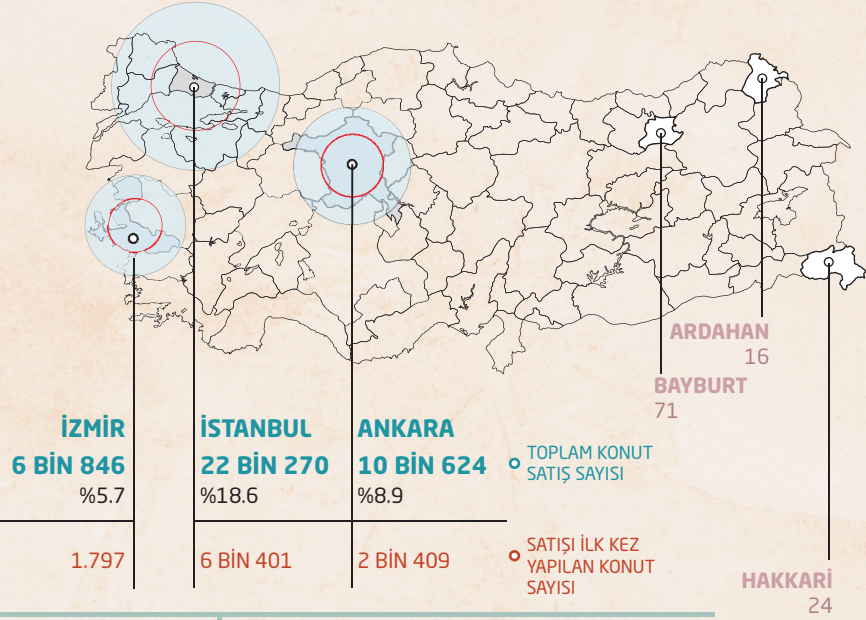 ARDAHAN
16
BAYBURT
71
İZMİR
6 BİN 846
%5.7
1.797
İSTANBUL
22 BİN 270
%18.6
6 BİN 401
ANKARA
10 BİN 624
%8.9
2 BİN 409
TOPLAM KONUT
SATIŞ SAYISI
SATIŞI İLK KEZ
YAPILAN KONUT
SAYISI
HAKKARİ
24